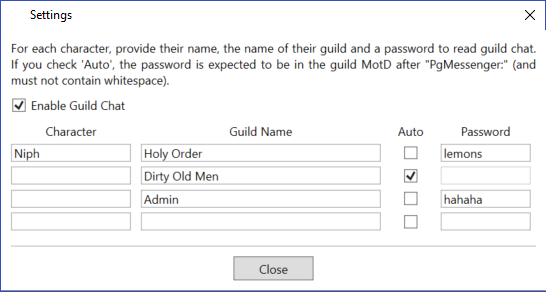 Settings
For each character, provide their name, the name of their guild and a password to read guild chat.
If you check 'Auto', the password is expected to be in the guild MotD after "PgMessenger:" (and
must not contain whitespace).
Enable Guild Chat
Character Guild Name Auto Password
Niph Holy Order lemons
Dirty Old Men
Admin hahaha
Close